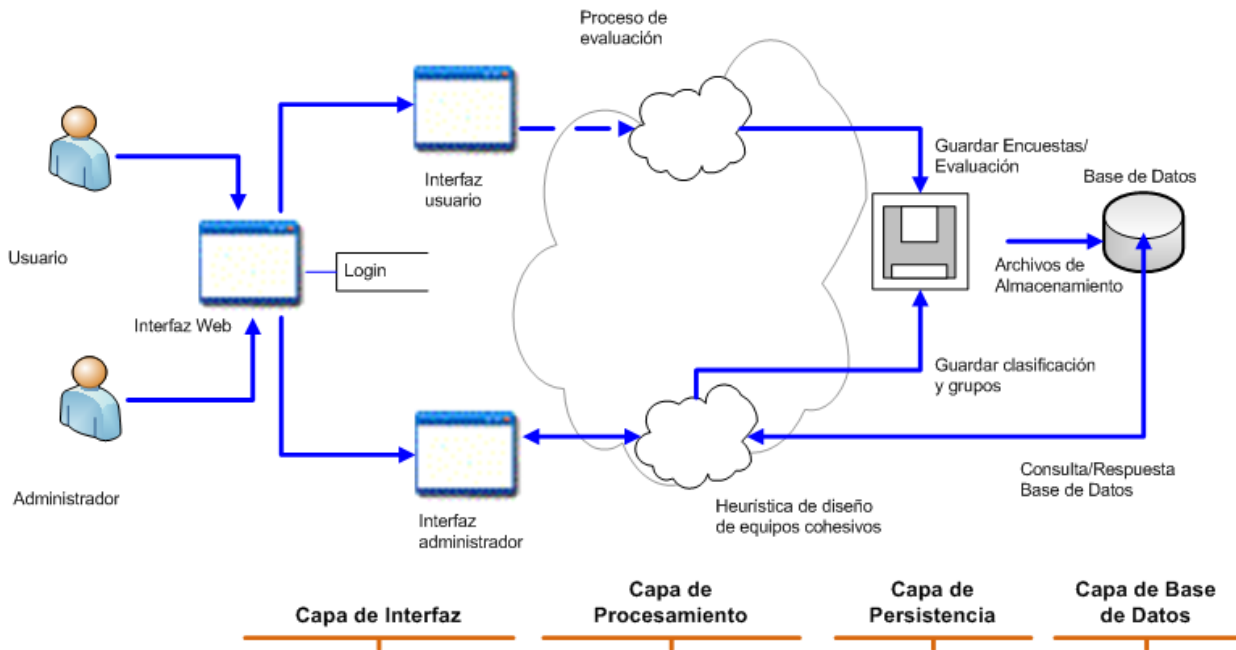 Proceso de
evaluación
Usuario
Interfaz
usuario
Guardar Encuestas/
Evaluación
Base de Datos
Login
Interfaz Web
Archivos de
Almacenamiento
Guardar clasificación
y grupos
Administrador
Interfaz
administrador
Heurística de diseño
de equipos cohesivos
Consulta/Respuesta
Base de Datos
Capa de Interfaz
Capa de
Procesamiento
Capa de
Persistencia
Capa de Base
de Datos